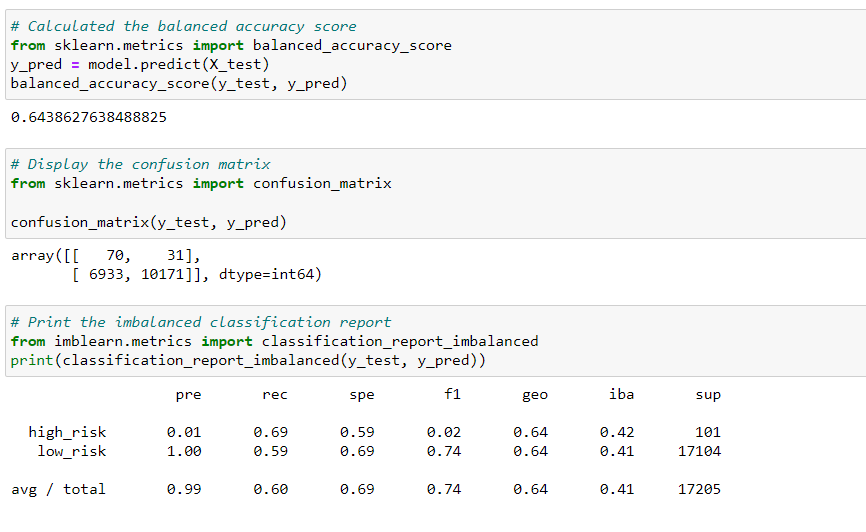 # Calculated the balanced accuracy score
from sklearn.metrics import balanced_accuracy_score
y_pred = model.predict(X_test)
balanced_accuracy_score(y_test, y_pred)
0.6438627638488825
# Display the confusion matrix
from sklearn.metrics import confusion_matrix
confusion_matrix(y_test, y_pred)
array([[   70,    31],
       [ 6933, 10171]], dtype=int64)
# Print the imbalanced classification report
from imblearn.metrics import classification_report_imbalanced
print(classification_report_imbalanced(y_test, y_pred))
                   pre       rec       spe        f1       geo       iba       sup
  high_risk       0.01      0.69      0.59      0.02      0.64      0.42       101
   low_risk       1.00      0.59      0.69      0.74      0.64      0.41     17104
avg / total       0.99      0.60      0.69      0.74      0.64      0.41     17205